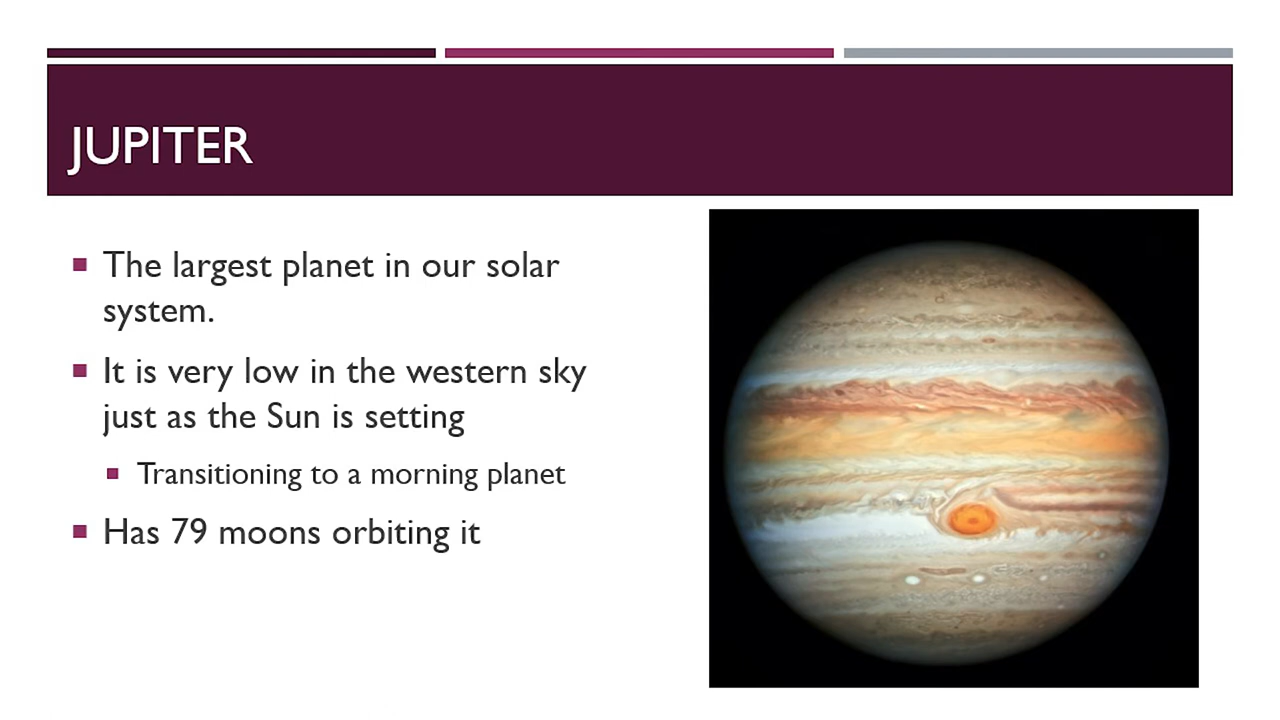 JUPITER
The largest planet in our solar
system.
It is very low in the western sky
just as the Sun is setting
Transitioning to a morning planet
Has 79 moons orbiting it